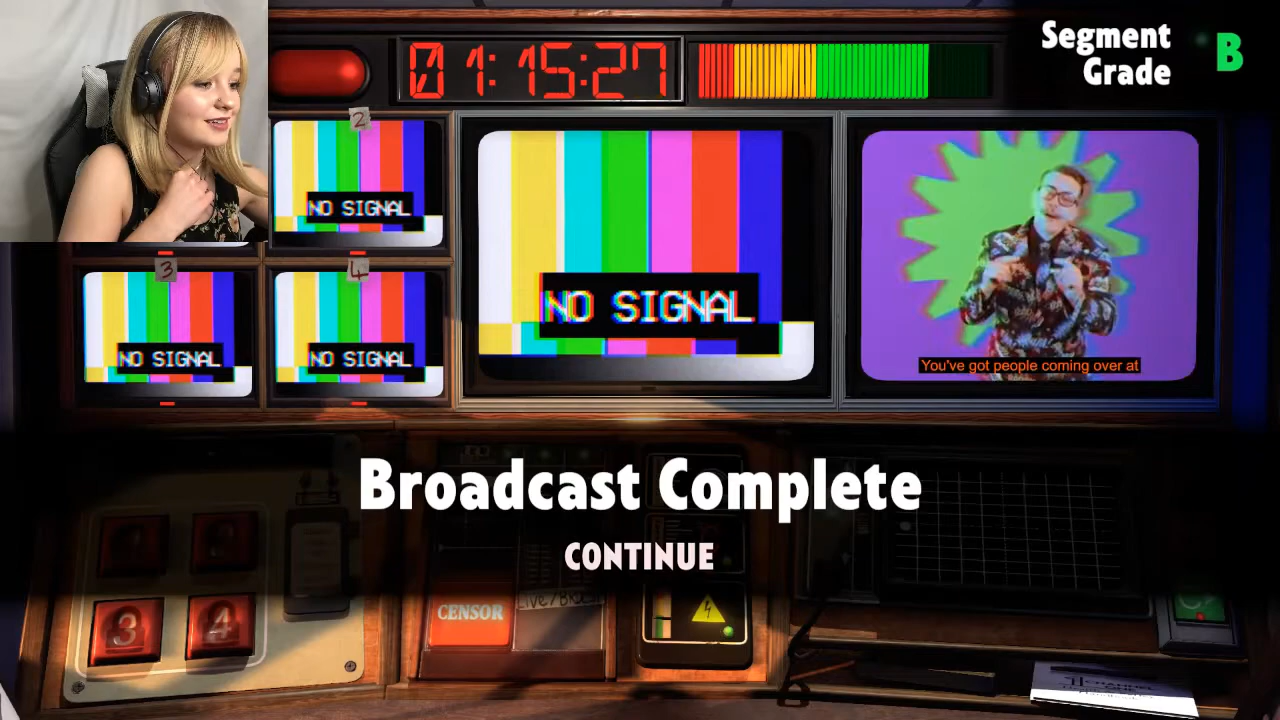 01:15:27
Segment
Grade
B
2
NO SIGNAL
NO SIGNAL
You've got people coming over at
3
NO SIGNAL
4
NO SIGNAL
Broadcast Complete
CONTINUE
3
4
CENSOR
CHANNEL